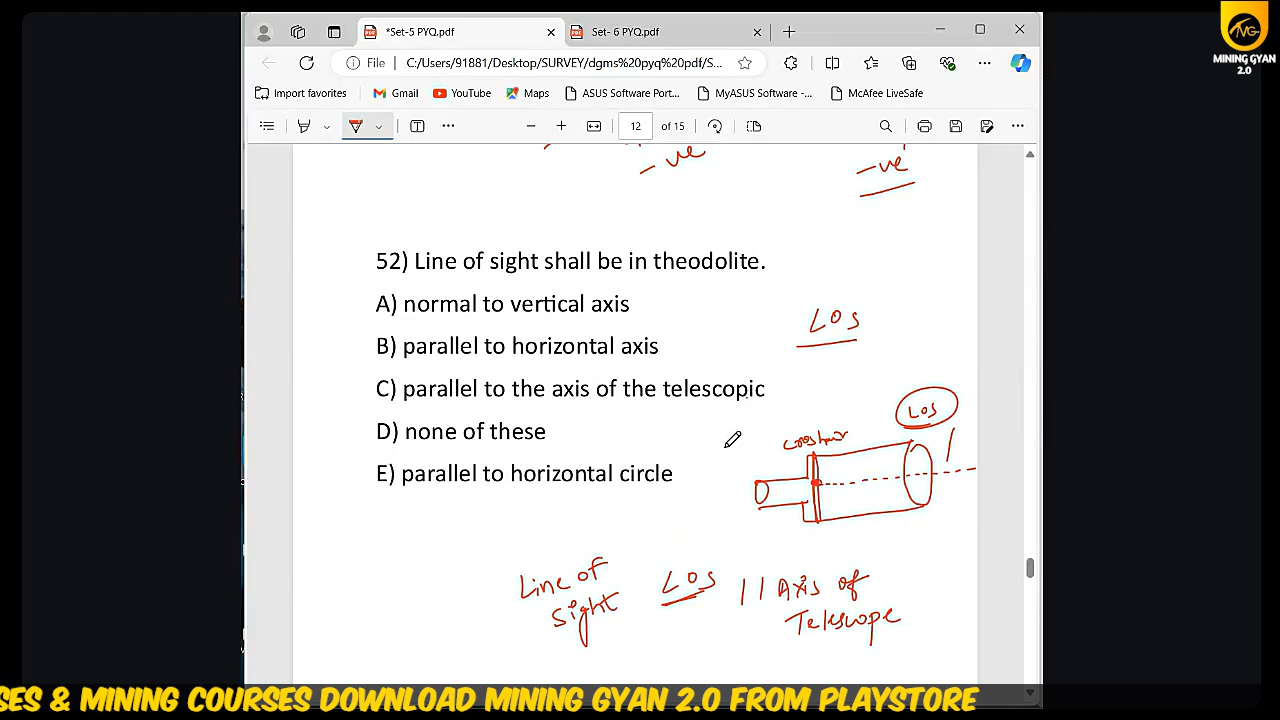 *Set-5 PYQ.pdf
Set- 6 PYQ.pdf
MINING GYAN
2.0
File
C:/Users/91881/Desktop/SURVEY/dgms%20pyq%20pdf/S...
Import favorites
Gmail
YouTube
Maps
ASUS Software Port...
MyASUS Software -...
McAfee LiveSafe
12 of 15
-ve
-ve
52) Line of sight shall be in theodolite.
A) normal to vertical axis
B) parallel to horizontal axis
C) parallel to the axis of the telescopic
D) none of these
E) parallel to horizontal circle
LOS
LOS
Line of
Sight
LOS || Axis of
Telescope
SES & MINING COURSES DOWNLOAD MINING GYAN 2.0 FROM PLAYSTORE